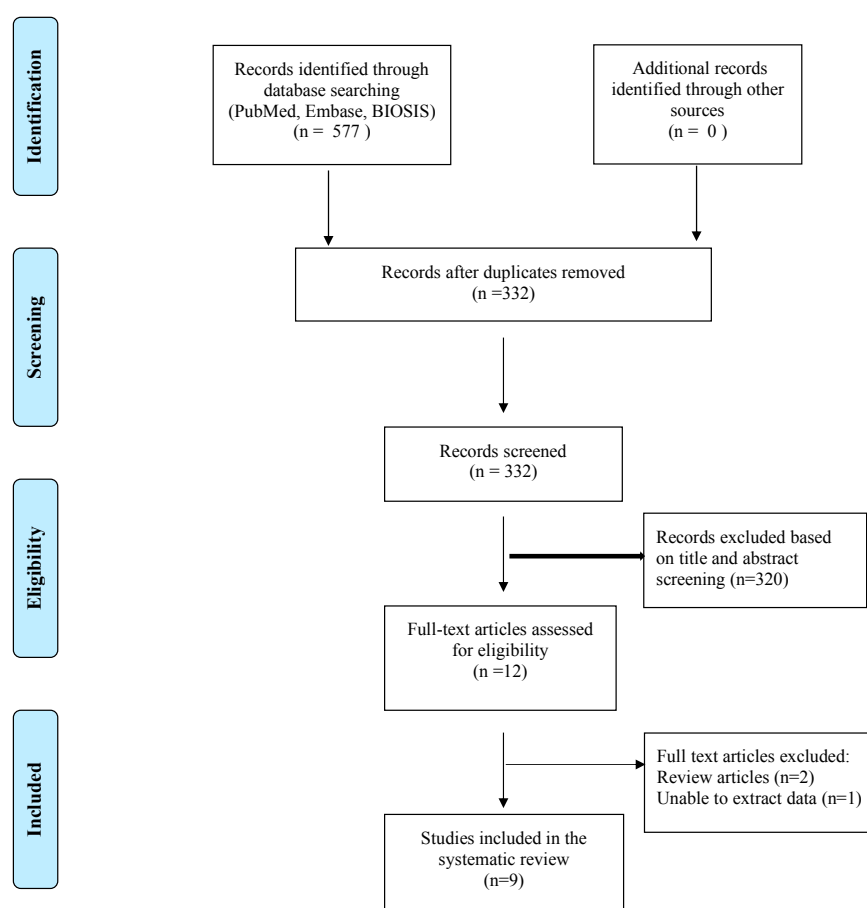 Identification
Records identified through
database searching
(PubMed, Embase, BIOSIS)
(n = 577 )
Additional records
identified through other
sources
(n = 0 )
Screening
Records after duplicates removed
(n =332)
Records screened
(n = 332)
Eligibility
Records excluded based
on title and abstract
screening (n=320)
Full-text articles assessed
for eligibility
(n =12)
Included
Full text articles excluded:
Review articles (n=2)
Unable to extract data (n=1)
Studies included in the
systematic review
(n=9)